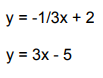 y = -1/3x + 2
y = 3x - 5